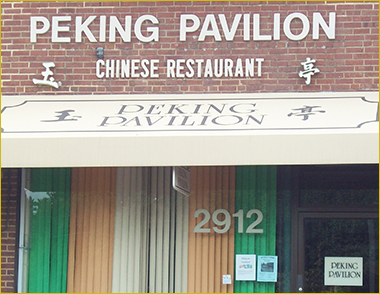 PEKING PAVILION
玉 CHINESE RESTAURANT 亭
玉 PEKING PAVILION 亭
2912
PEKING
PAVILION